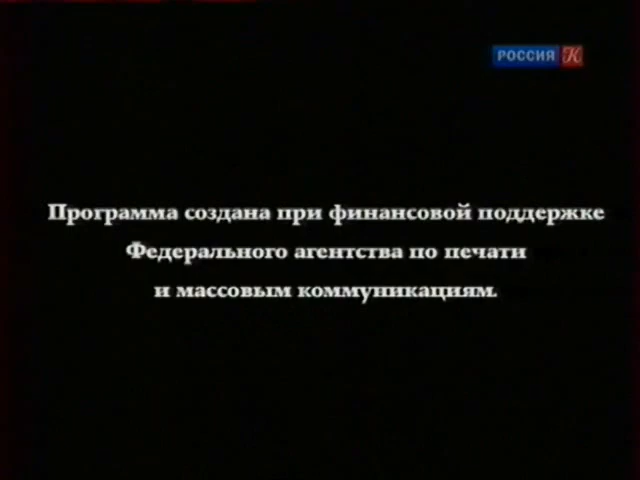 РОССИЯ К
Программа создана при финансовой поддержке
Федерального агентства по печати
и массовым коммуникациям.